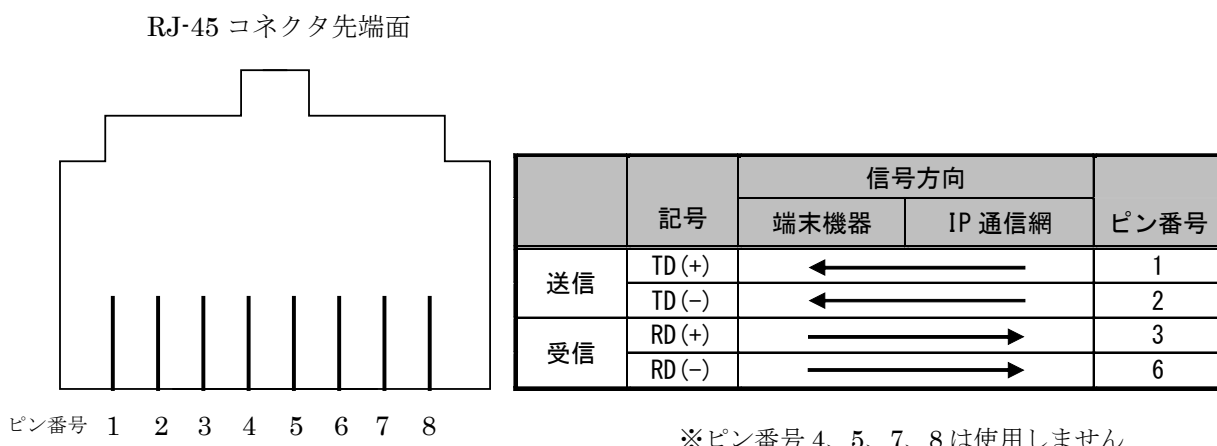 RJ-45 コネクタ先端面
信号方向
記号 端末機器 IP 通信網 ピン番号
送信 TD(+) 1
TD(−) 2
受信 RD(+) 3
RD(−) 6
ピン番号 1 2 3 4 5 6 7 8
※ピン番号 4、5、7、8 は使用しません